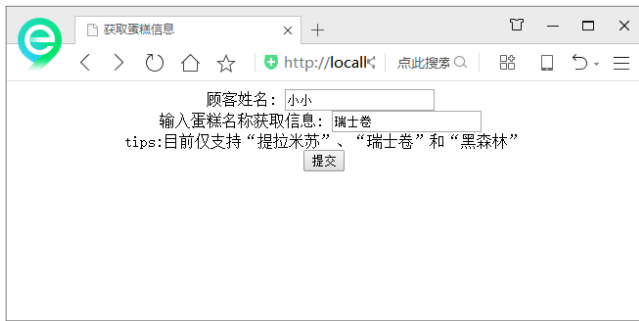 获取蛋糕信息
http://locall
点此搜索
顾客姓名: 小小
输入蛋糕名称获取信息: 瑞士卷
tips:目前仅支持“提拉米苏”、“瑞士卷”和“黑森林”
提交